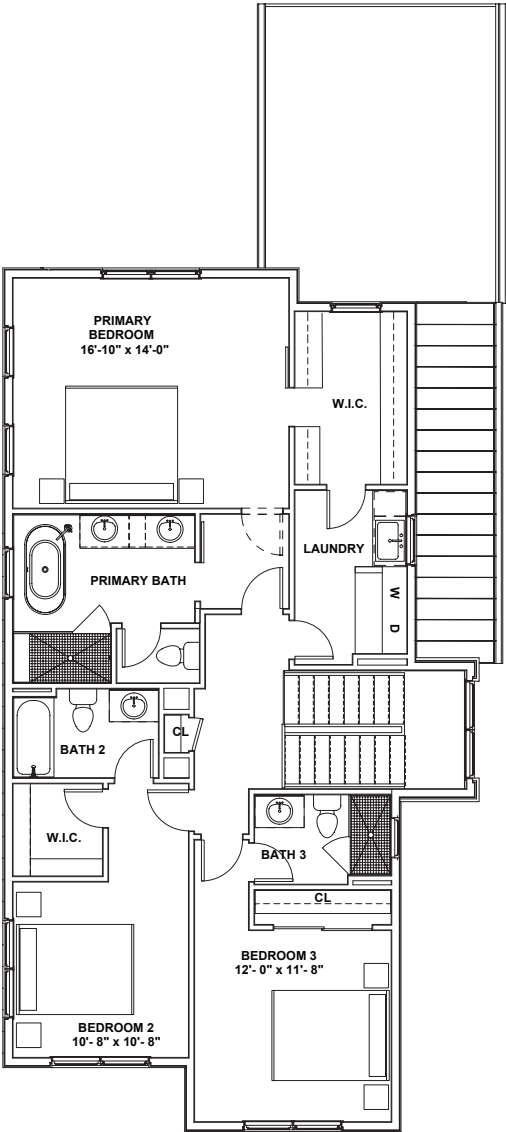 PRIMARY
BEDROOM
16'-10" x 14'-0"
W.I.C.
LAUNDRY
PRIMARY BATH
W D
CL
BATH 2
W.I.C.
BATH 3
CL
BEDROOM 3
12'- 0" x 11'- 8"
BEDROOM 2
10'- 8" x 10'- 8"